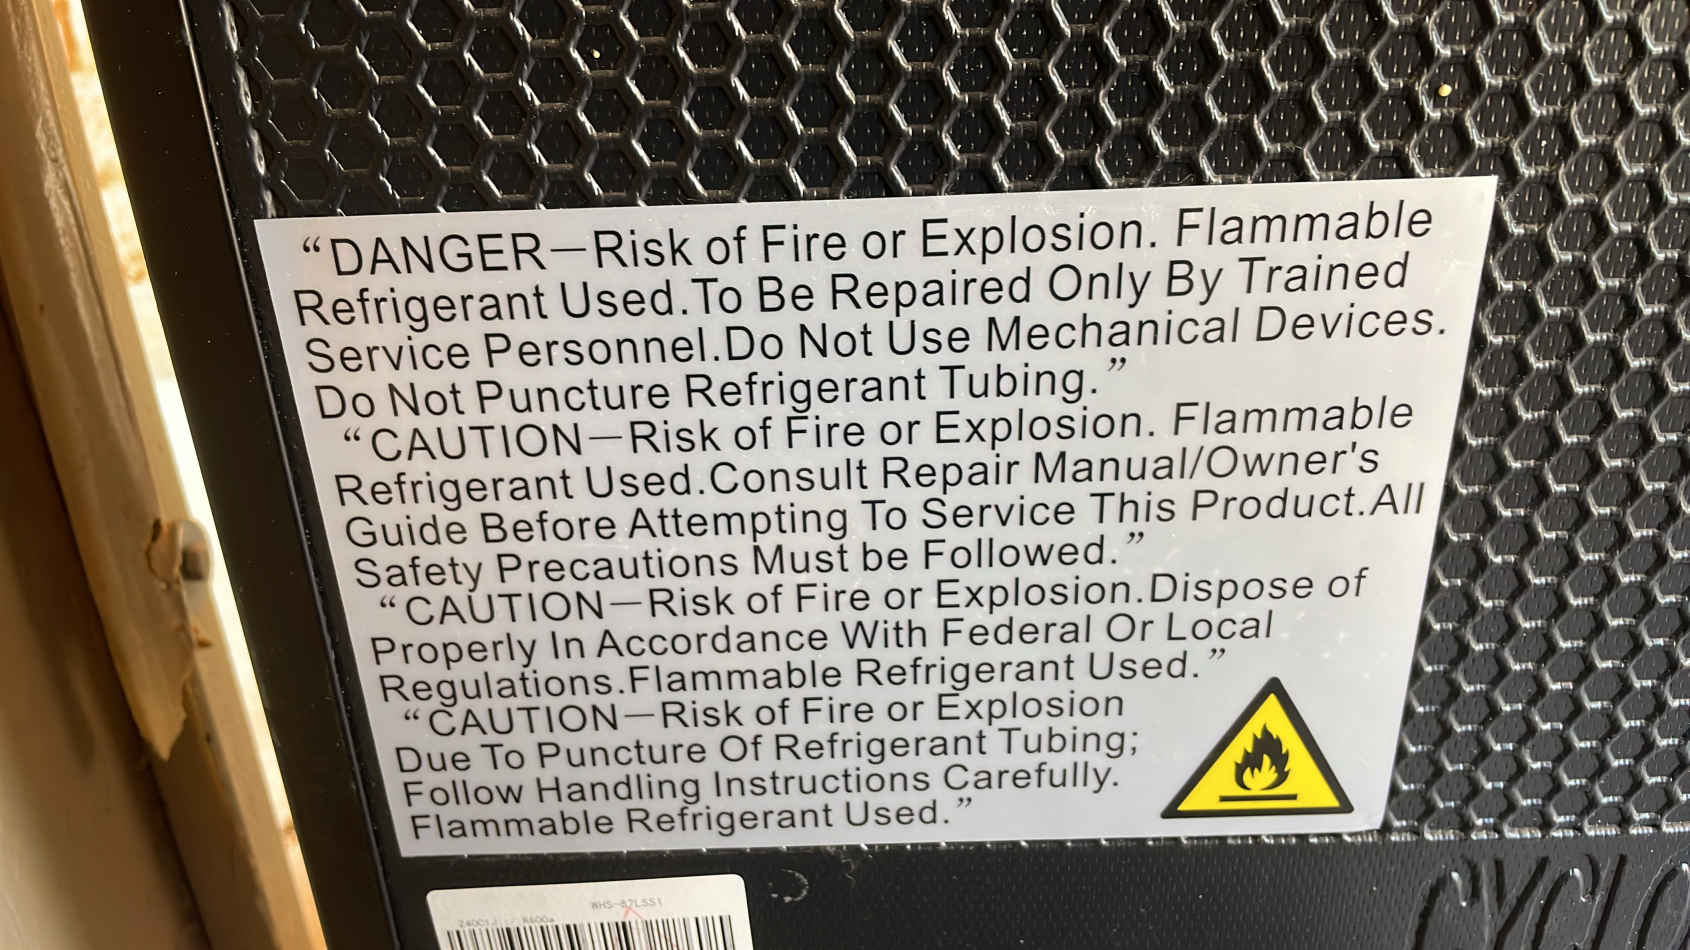 “DANGER—Risk of Fire or Explosion. Flammable
Refrigerant Used.To Be Repaired Only By Trained
Service Personnel.Do Not Use Mechanical Devices.
Do Not Puncture Refrigerant Tubing.”
“CAUTION—Risk of Fire or Explosion. Flammable
Refrigerant Used.Consult Repair Manual/Owner's
Guide Before Attempting To Service This Product.All
Safety Precautions Must be Followed.”
“CAUTION—Risk of Fire or Explosion.Dispose of
Properly In Accordance With Federal Or Local
Regulations.Flammable Refrigerant Used.”
“CAUTION—Risk of Fire or Explosion
Due To Puncture Of Refrigerant Tubing;
Follow Handling Instructions Carefully.
Flammable Refrigerant Used.”
WHS-87LSS1
R600a